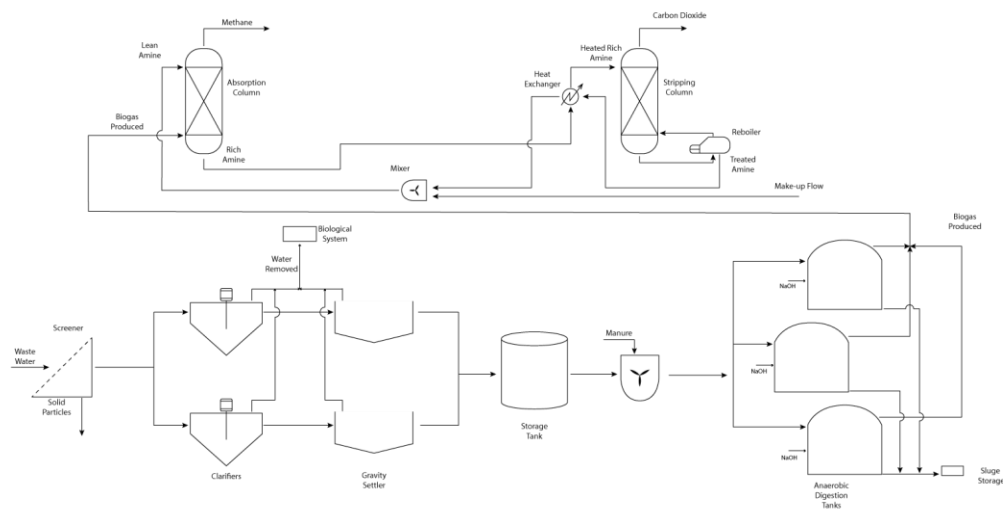 Methane
Carbon Dioxide
Lean
Amine
Heated Rich
Amine
Absorption
Column
Heat
Exchanger
Stripping
Column
Biogas
Produced
Reboiler
Rich
Amine
Treated
Amine
Mixer
Make-up Flow
Biological
System
Biogas
Produced
Water
Removed
NaOH
Screener
Manure
Waste
Water
NaOH
Solid
Particles
Storage
Tank
NaOH
Clarifiers
Gravity
Settler
Anaerobic
Digestion
Tanks
Sluge
Storage